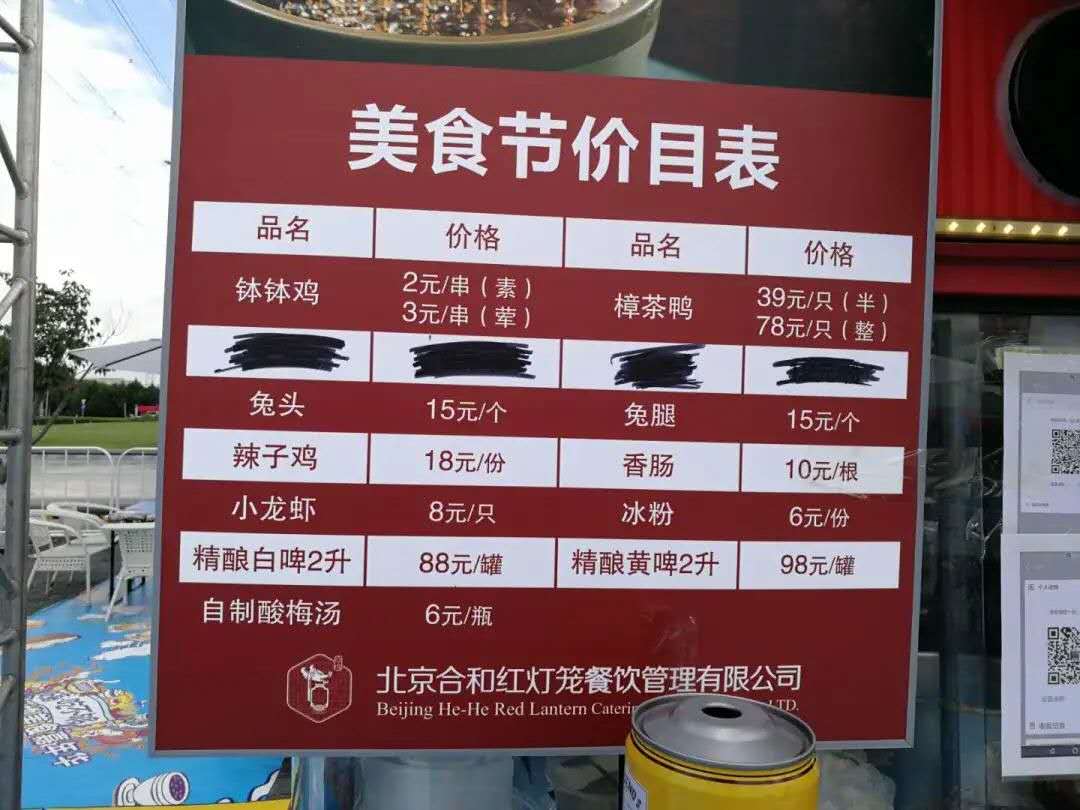 美食节价目表
品名 价格 品名 价格
钵钵鸡 2元/串（素） 樟茶鸭 39元/只（半）
3元/串（荤） 78元/只（整）
兔头 15元/个 兔腿 15元/个
辣子鸡 18元/份 香肠 10元/根
小龙虾 8元/只 冰粉 6元/份
精酿白啤2升 88元/罐 精酿黄啤2升 98元/罐
自制酸梅汤 6元/瓶
北京合和红灯笼餐饮管理有限公司
Beijing He-He Red Lantern LTD.